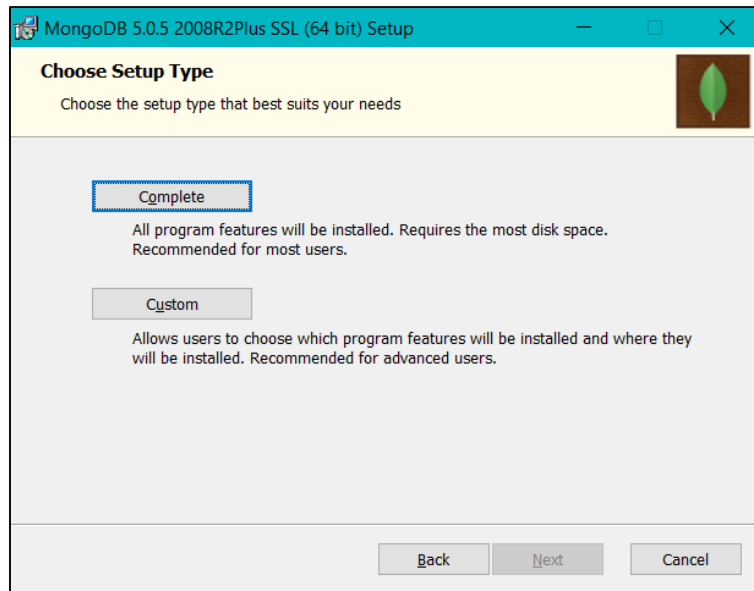 MongoDB 5.0.5 2008R2Plus SSL (64 bit) Setup
Choose Setup Type
Choose the setup type that best suits your needs
Complete
All program features will be installed. Requires the most disk space.
Recommended for most users.
Custom
Allows users to choose which program features will be installed and where they
will be installed. Recommended for advanced users.
Back Next Cancel